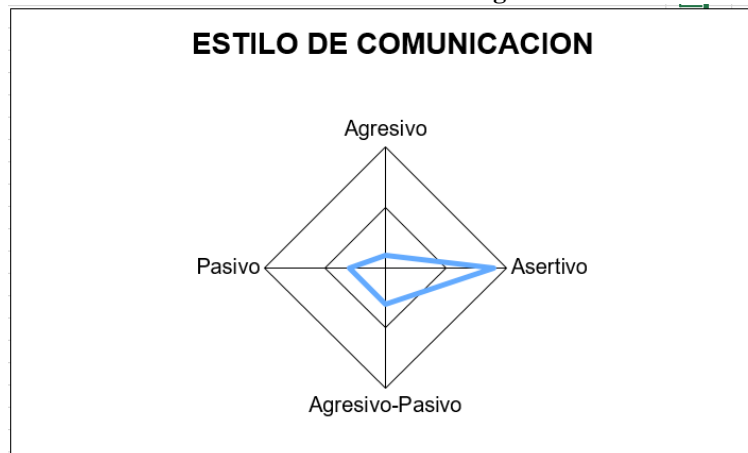 ESTILO DE COMUNICACION
Agresivo
Pasivo
Asertivo
Agresivo-Pasivo